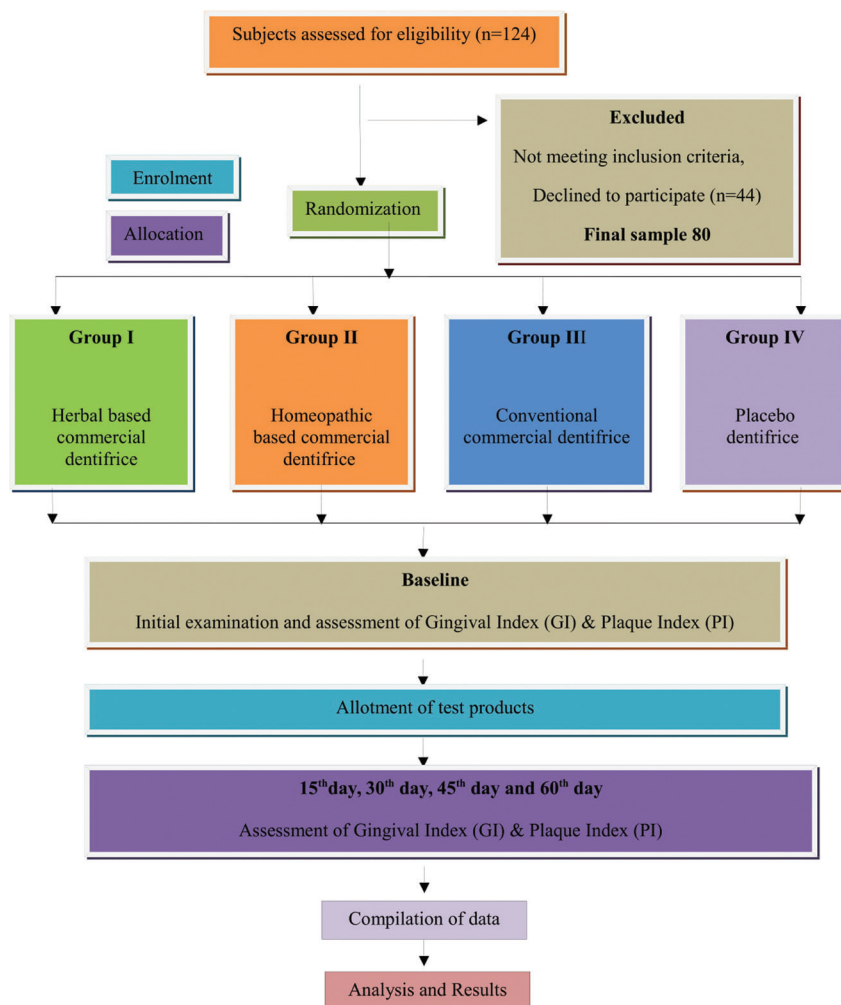 Subjects assessed for eligibility (n=124)
Excluded
Not meeting inclusion criteria,
Declined to participate (n=44)
Final sample 80
Enrolment
Allocation
Randomization
Group I
Herbal based
commercial
dentifrice
Group II
Homeopathic
based commercial
dentifrice
Group III
Conventional
commercial dentifrice
Group IV
Placebo
dentifrice
Baseline
Initial examination and assessment of Gingival Index (GI) & Plaque Index (PI)
Allotment of test products
15th day, 30th day, 45th day and 60th day
Assessment of Gingival Index (GI) & Plaque Index (PI)
Compilation of data
Analysis and Results